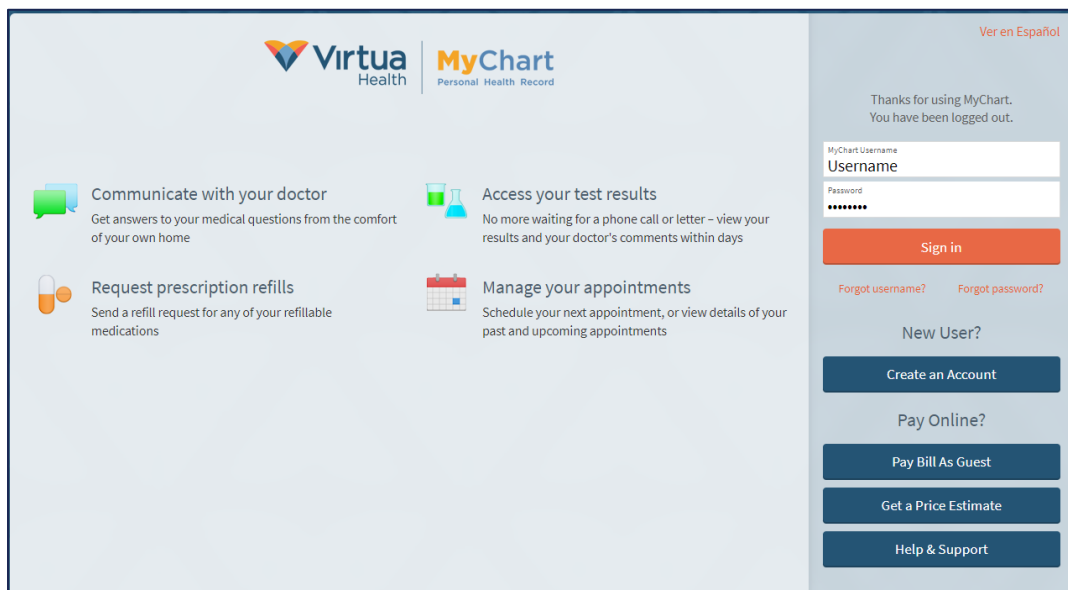 Virtua
Health
MyChart
Personal Health Record
Communicate with your doctor
Get answers to your medical questions from the comfort
of your own home
Access your test results
No more waiting for a phone call or letter – view your
results and your doctor's comments within days
Request prescription refills
Send a refill request for any of your refillable
medications
Manage your appointments
Schedule your next appointment, or view details of your
past and upcoming appointments
Ver en Español
Thanks for using MyChart.
You have been logged out.
MyChart Username
Username
Password
••••••••
Sign in
Forgot username? Forgot password?
New User?
Create an Account
Pay Online?
Pay Bill As Guest
Get a Price Estimate
Help & Support